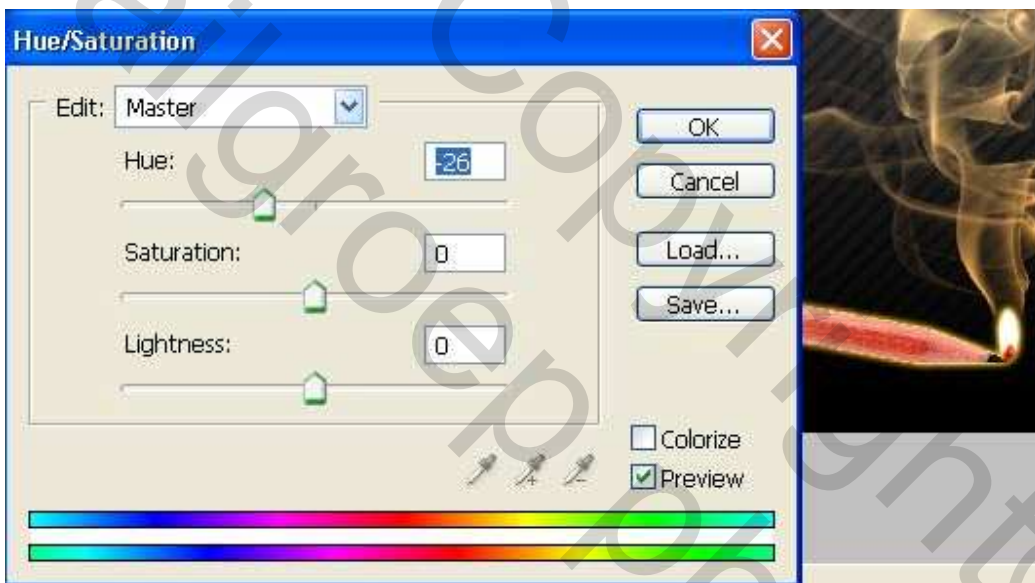 Hue/Saturation
Edit: Master
Hue: -26
Saturation: 0
Lightness: 0
OK
Cancel
Load...
Save...
Colorize
Preview